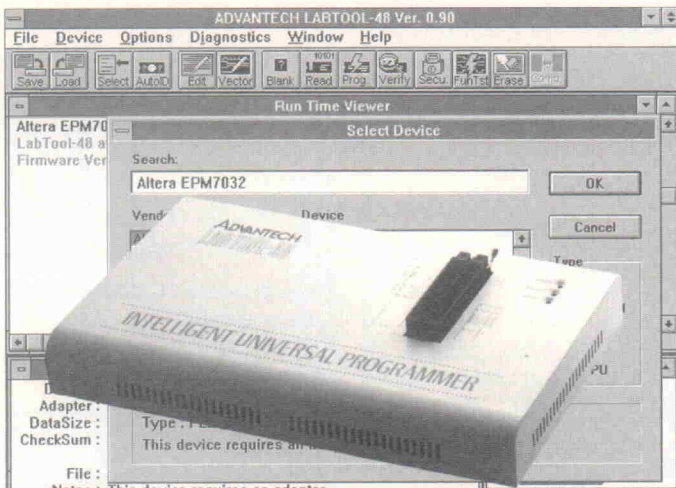 ADVANTECH LABTOOL-48 Ver. 0.90
File Device Options Diagnostics Window Help
Save Load Select AutoID Edit Vector Blank 10101 Read Prog. Verify Secu. FunTst Erase Comp.
Run Time Viewer
Altera EPM70
LabTool-48 a
Firmware Ver
Select Device
Search:
Altera EPM7032
OK
Vend
Device
Cancel
Type
ADVANTECH
LABTOOL-48
INTELLIGENT UNIVERSAL PROGRAMMER
PU
D
Adapter :
DataSize :
CheckSum :
Type :
This device requires an
File :
Notes : This device requires an adapter